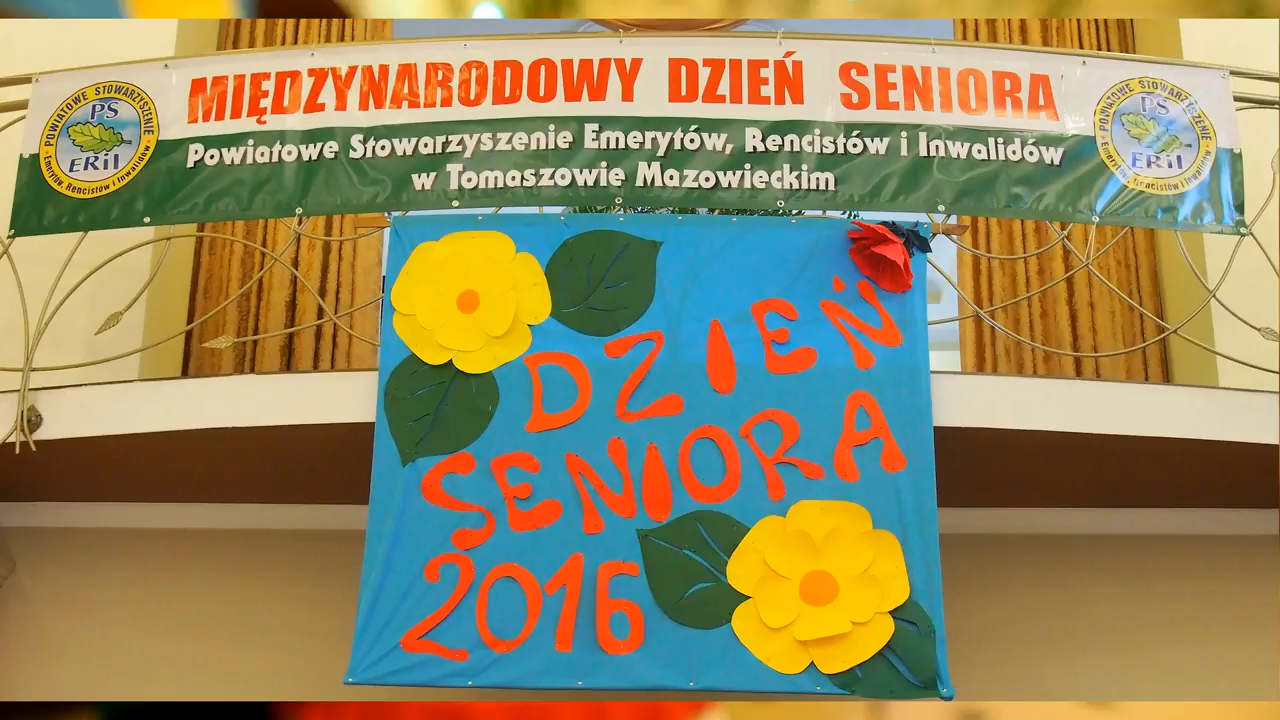 MIĘDZYNARODOWY DZIEŃ SENIORA
Powiatowe Stowarzyszenie Emerytów, Rencistów i Inwalidów
w Tomaszowie Mazowieckim
POWIATOWE STOWARZYSZENIE
PS
ERiI
Emerytów, Rencistów i Inwalidów
POWIATOWE STOWARZYSZENIE
PS
ERiI
Emerytów, Rencistów i Inwalidów
DZIEŃ
SENIORA
2016